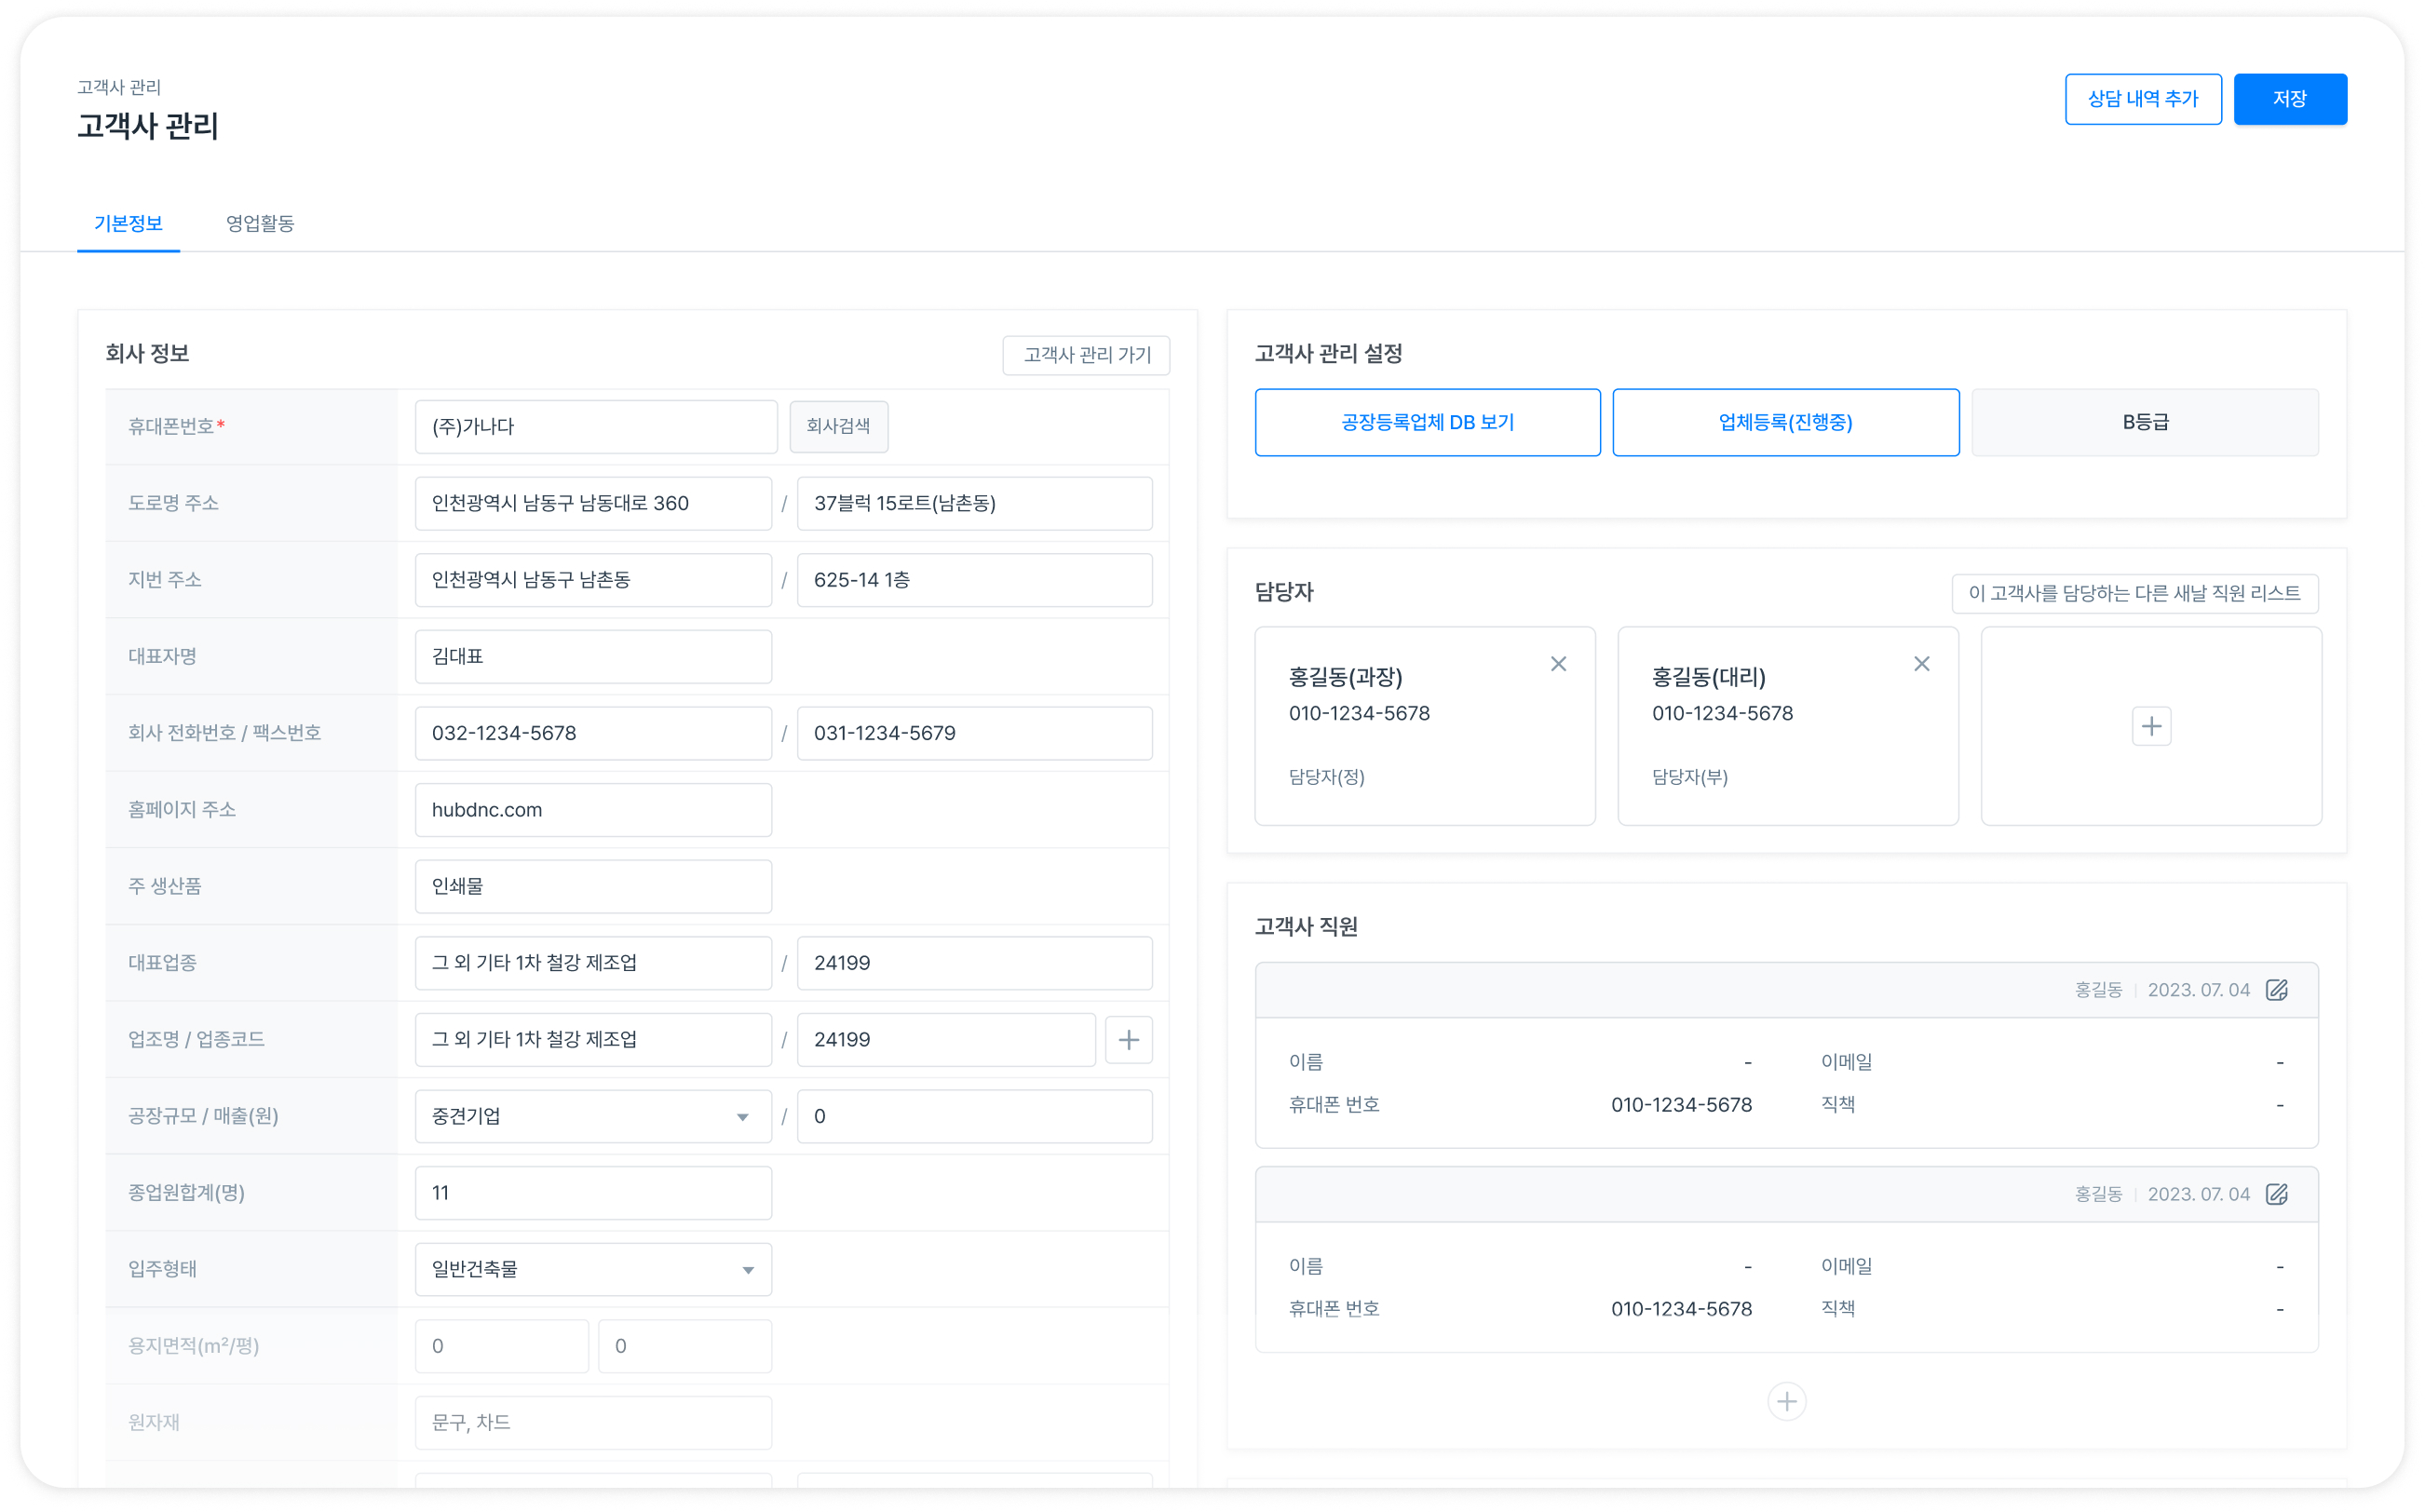 고객사 관리
고객사 관리
상담 내역 추가
저장
기본정보
영업활동
회사 정보
고객사 관리 가기
휴대폰번호*
(주)가나다
회사검색
도로명 주소
인천광역시 남동구 남동대로 360 / 37블럭 15로트(남촌동)
지번 주소
인천광역시 남동구 남촌동 / 625-14 1층
대표자명
김대표
회사 전화번호 / 팩스번호
032-1234-5678 / 031-1234-5679
홈페이지 주소
hubdnc.com
주 생산품
인쇄물
대표업종
그 외 기타 1차 철강 제조업 / 24199
업조명 / 업종코드
그 외 기타 1차 철강 제조업 / 24199
공장규모 / 매출(원)
중견기업 / 0
종업원합계(명)
11
입주형태
일반건축물
용지면적(m²/평)
0
0
원자재
문구, 차드
고객사 관리 설정
공장등록업체 DB 보기
업체등록(진행중)
B등급
담당자
이 고객사를 담당하는 다른 새날 직원 리스트
홍길동(과장)
010-1234-5678
담당자(정)
홍길동(대리)
010-1234-5678
담당자(부)
고객사 직원
홍길동 | 2023. 07. 04
이름 -
이메일 -
휴대폰 번호 010-1234-5678
직책 -
홍길동 | 2023. 07. 04
이름 -
이메일 -
휴대폰 번호 010-1234-5678
직책 -